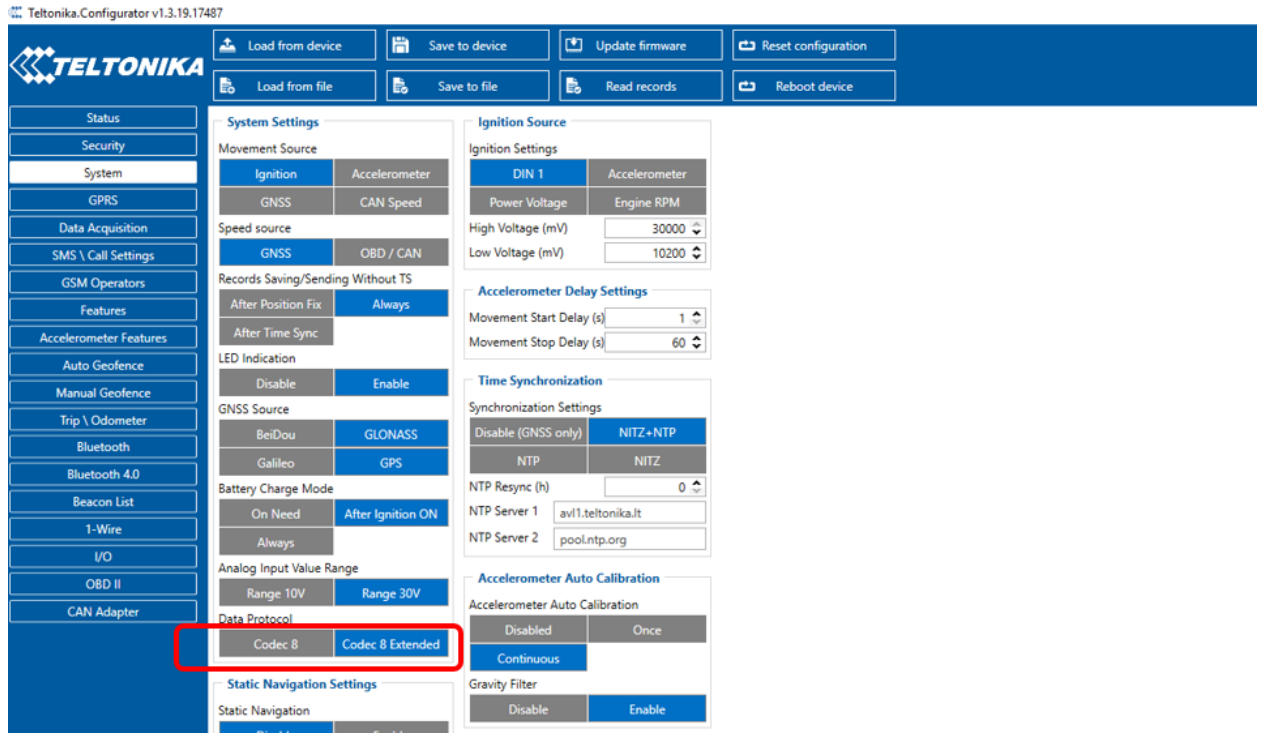 Teltonika.Configurator v1.3.19.17487
TELTONIKA
Load from device
Save to device
Update firmware
Reset configuration
Load from file
Save to file
Read records
Reboot device
Status
Security
System
GPRS
Data Acquisition
SMS \ Call Settings
GSM Operators
Features
Accelerometer Features
Auto Geofence
Manual Geofence
Trip \ Odometer
Bluetooth
Bluetooth 4.0
Beacon List
1-Wire
I/O
OBD II
CAN Adapter
System Settings
Movement Source
Ignition Accelerometer
GNSS CAN Speed
Speed source
GNSS OBD / CAN
Records Saving/Sending Without TS
After Position Fix Always
After Time Sync
LED Indication
Disable Enable
GNSS Source
BeiDou GLONASS
Galileo GPS
Battery Charge Mode
On Need After Ignition ON
Always
Analog Input Value Range
Range 10V Range 30V
Data Protocol
Codec 8 Codec 8 Extended
Static Navigation Settings
Static Navigation
Ignition Source
Ignition Settings
DIN 1 Accelerometer
Power Voltage Engine RPM
High Voltage (mV) 30000
Low Voltage (mV) 10200
Accelerometer Delay Settings
Movement Start Delay (s) 1
Movement Stop Delay (s) 60
Time Synchronization
Synchronization Settings
Disable (GNSS only) NITZ+NTP
NTP NITZ
NTP Resync (h) 0
NTP Server 1 avl1.teltonika.lt
NTP Server 2 pool.ntp.org
Accelerometer Auto Calibration
Accelerometer Auto Calibration
Disabled Once
Continuous
Gravity Filter
Disable Enable